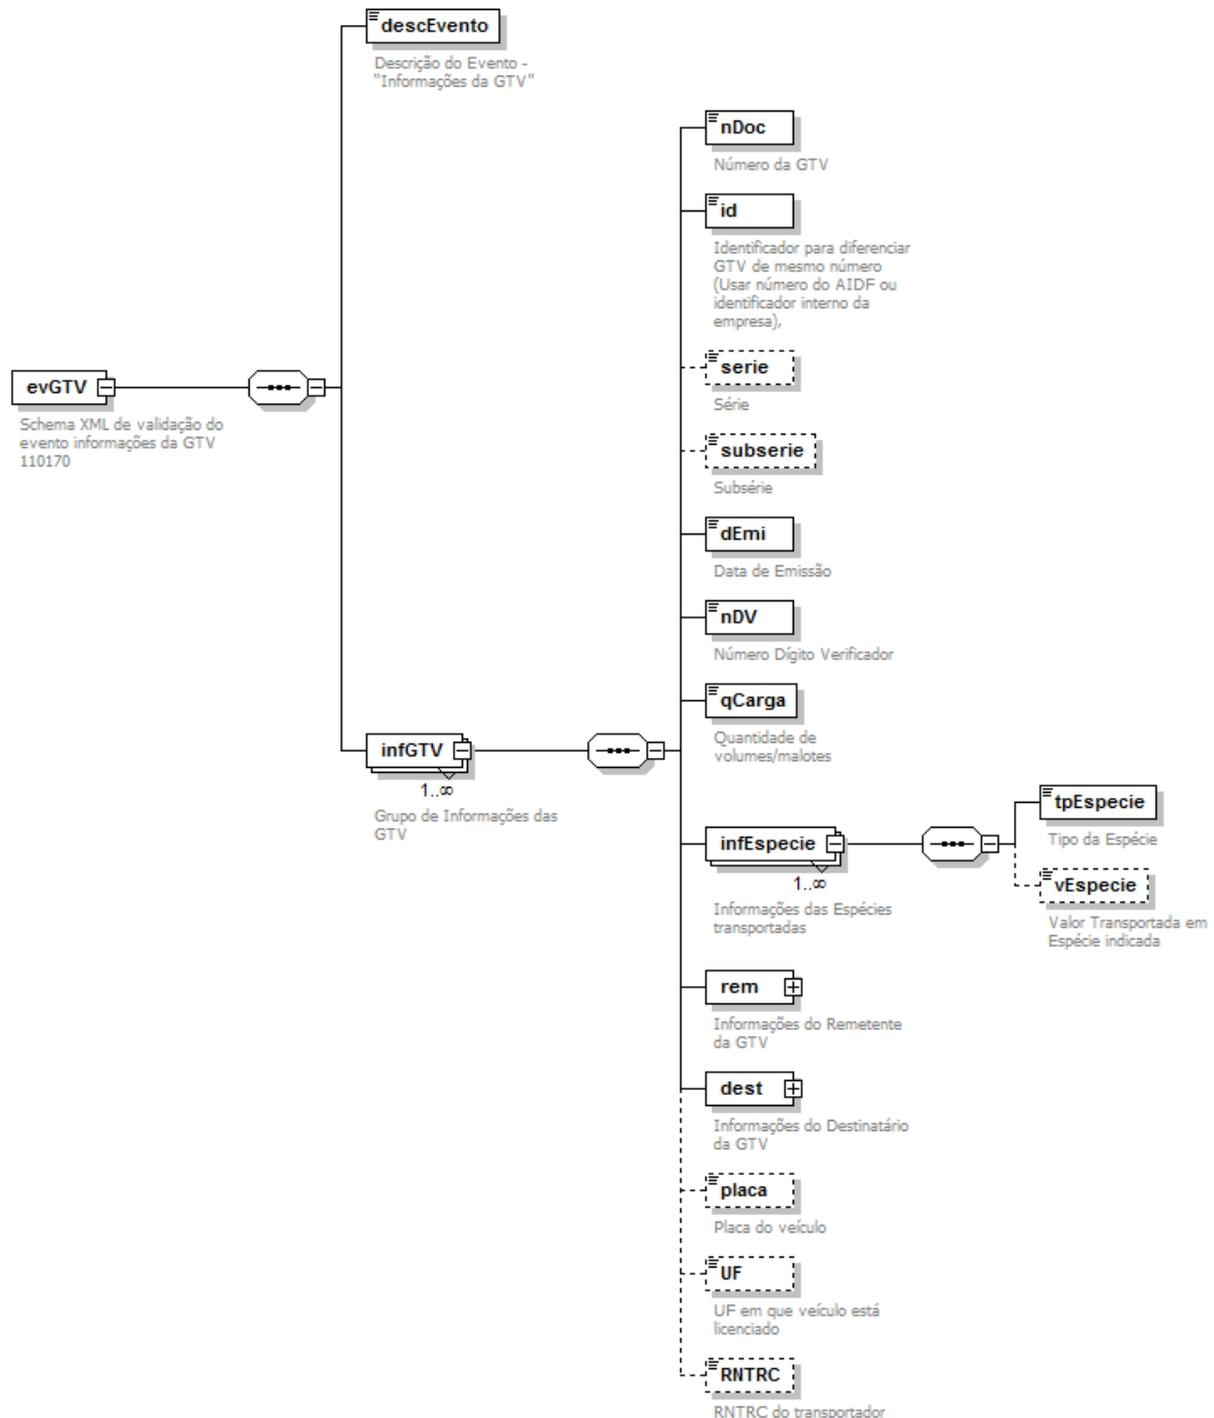 descEvento
Descrição do Evento -
"Informações da GTV"
evGTV
Schema XML de validação do
evento informações da GTV
110170
infGTV
1..∞
Grupo de Informações das
GTV
nDoc
Número da GTV
id
Identificador para diferenciar
GTV de mesmo número
(Usar número do AIDF ou
identificador interno da
empresa),
serie
Série
subserie
Subsérie
dEmi
Data de Emissão
nDV
Número Dígito Verificador
qCarga
Quantidade de
volumes/malotes
infEspecie
1..∞
Informações das Espécies
transportadas
tpEspecie
Tipo da Espécie
vEspecie
Valor Transportada em
Espécie indicada
rem
Informações do Remetente
da GTV
dest
Informações do Destinatário
da GTV
placa
Placa do veículo
UF
UF em que veículo está
licenciado
RNTRC
RNTRC do transportador